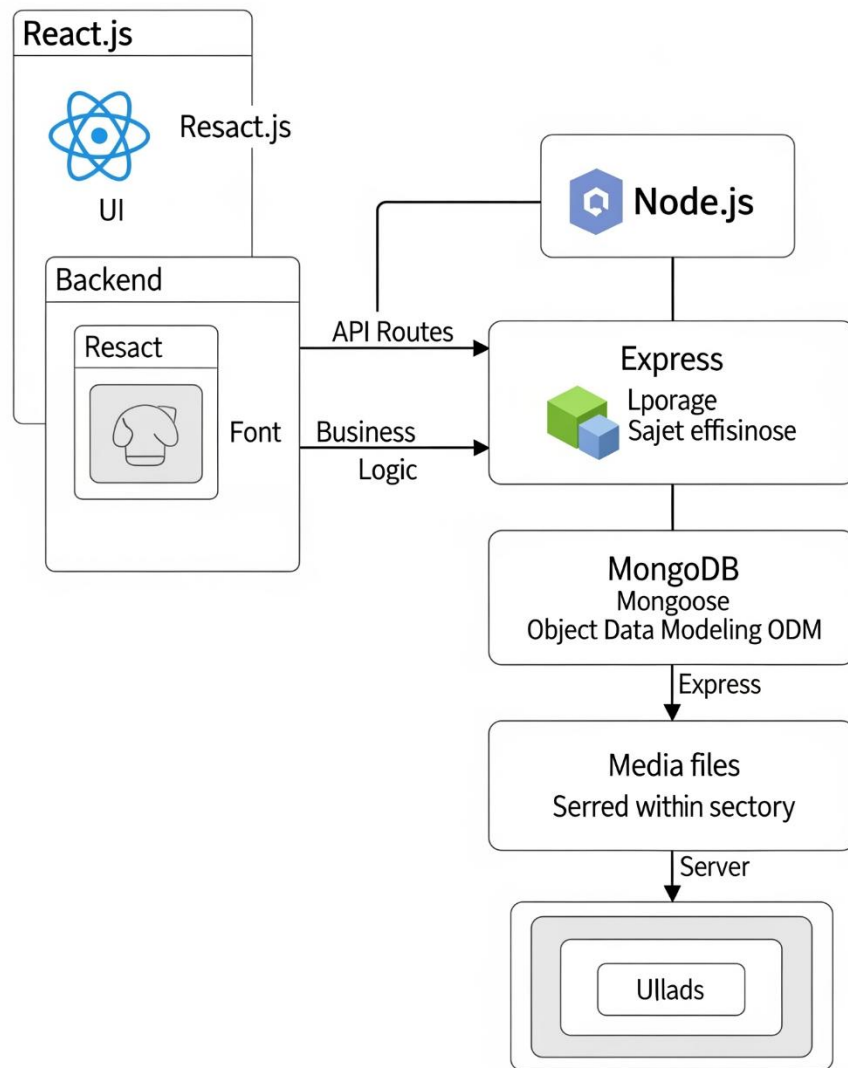 React.js
Resact.js
UI
Node.js
Backend
Resact
Font
API Routes
Business
Logic
Express
Lporage
Sajet effisinose
MongoDB
Mongoose
Object Data Modeling ODM
Express
Media files
Serred within sectory
Server
UIlads